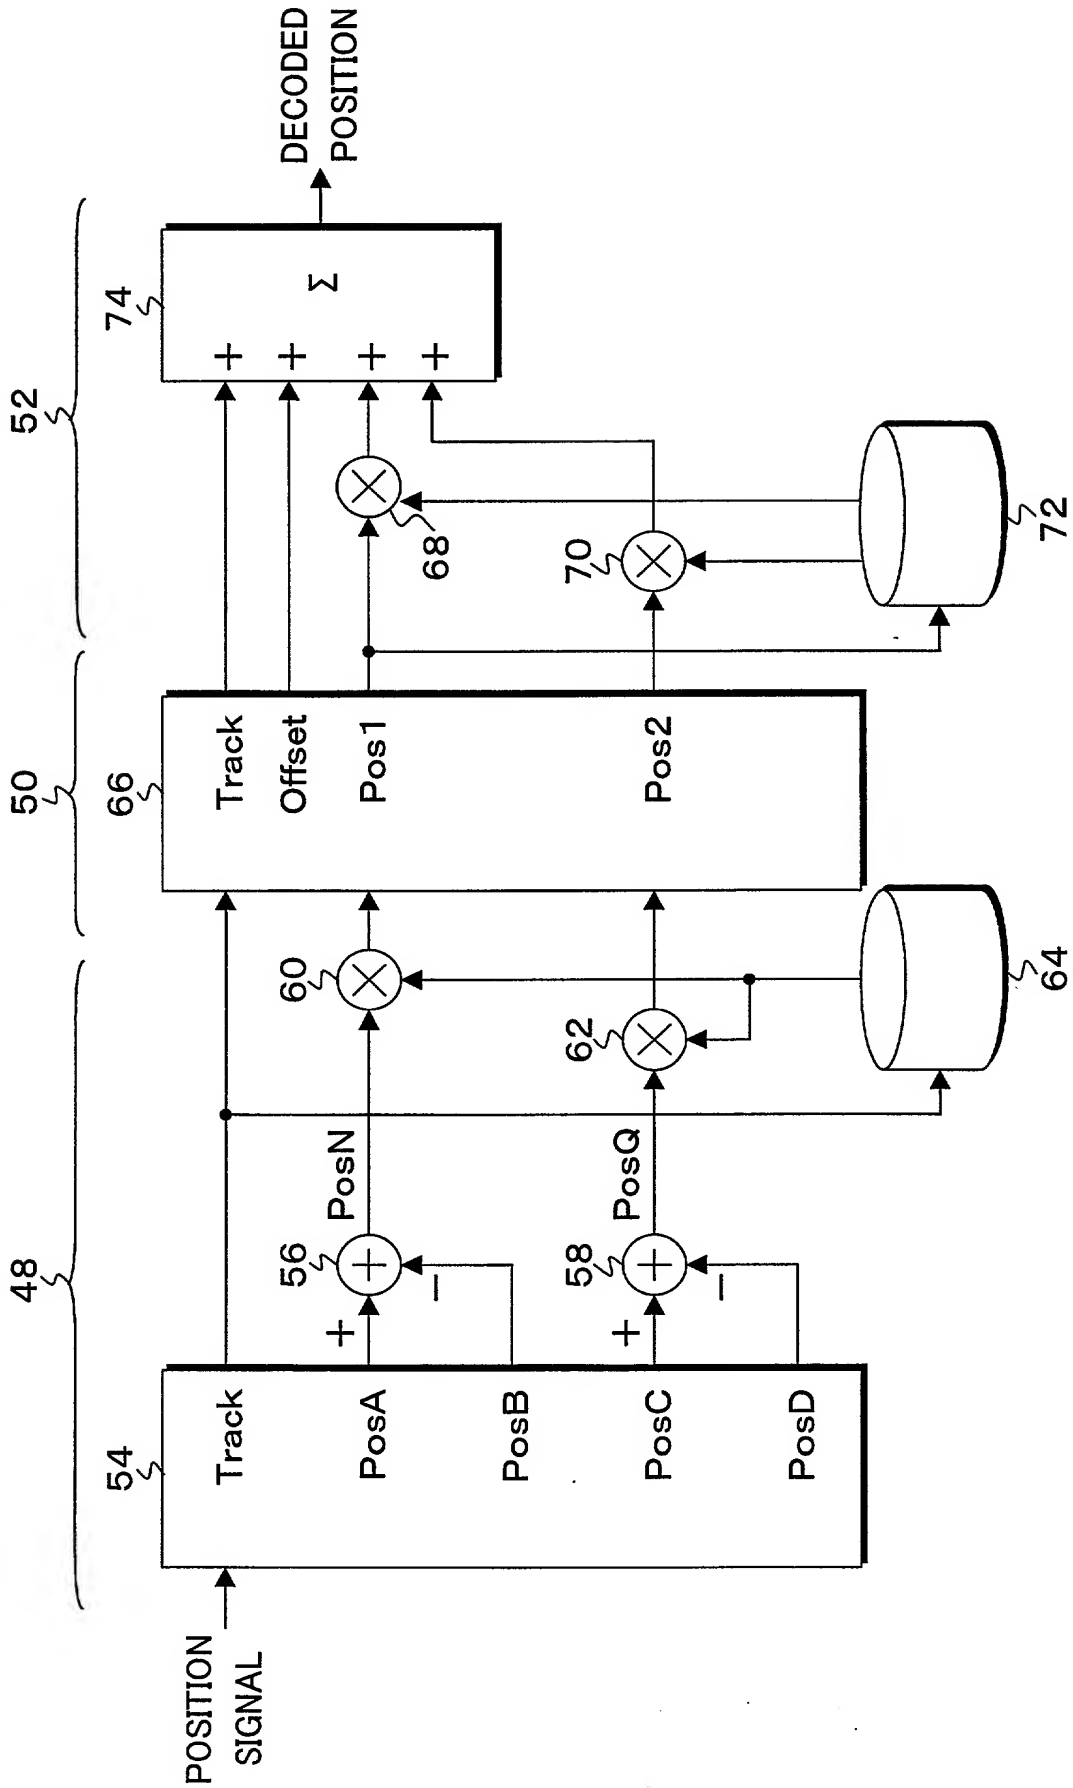 48
50
52
POSITION
SIGNAL
54
Track
PosA
PosB
PosC
PosD
+
−
56
+
PosN
+
−
58
+
PosQ
60
×
62
×
64
66
Track
Offset
Pos1
Pos2
68
×
70
×
72
74
+
+
+
+
Σ
DECODED
POSITION